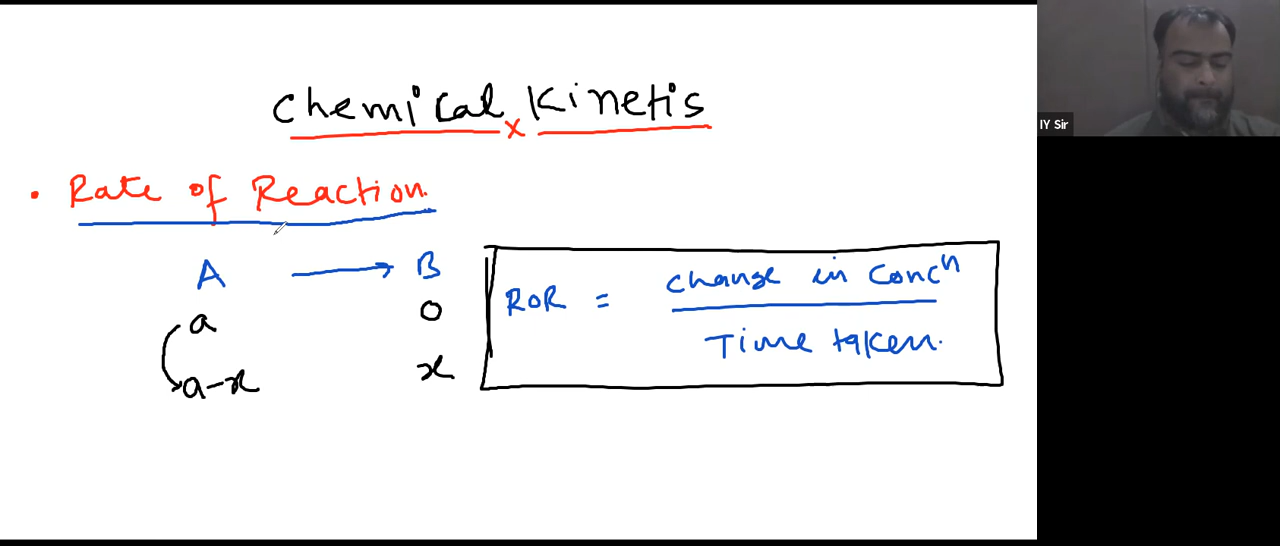 Chemical Kinetis
x
IY Sir
• Rate of Reaction.
A → B
ROR = Change in Concⁿ / Time taken.
a 0
a-x x